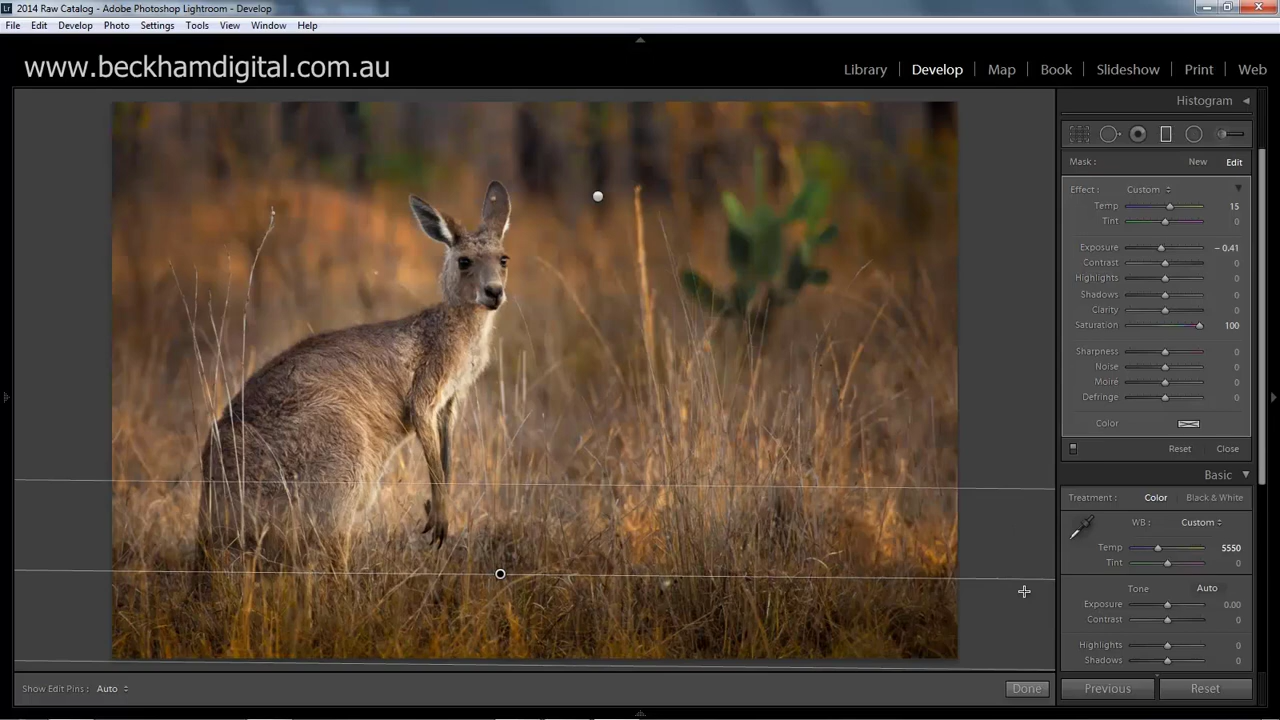 2014 Raw Catalog - Adobe Photoshop Lightroom - Develop
File Edit Develop Photo Settings Tools View Window Help
www.beckhamdigital.com.au
Library | Develop | Map | Book | Slideshow | Print | Web
Histogram
Mask : New Edit
Effect : Custom
Temp 15
Tint 0
Exposure – 0.41
Contrast 0
Highlights 0
Shadows 0
Clarity 0
Saturation 100
Sharpness 0
Noise 0
Moiré 0
Defringe 0
Color
Reset Close
Basic
Treatment : Color Black & White
WB : Custom
Temp 5550
Tint 0
Tone Auto
Exposure 0.00
Contrast 0
Highlights 0
Shadows 0
Show Edit Pins : Auto Done Previous Reset